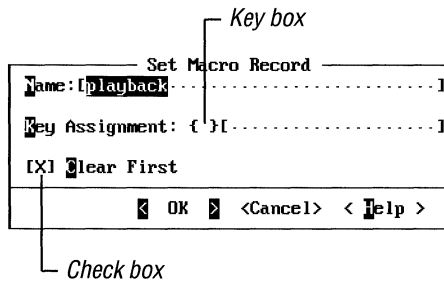 Key box
Set Macro Record
Name:[playback....................................]
Key Assignment: { }[............................]
[X] Clear First
< OK > <Cancel> < Help >
Check box